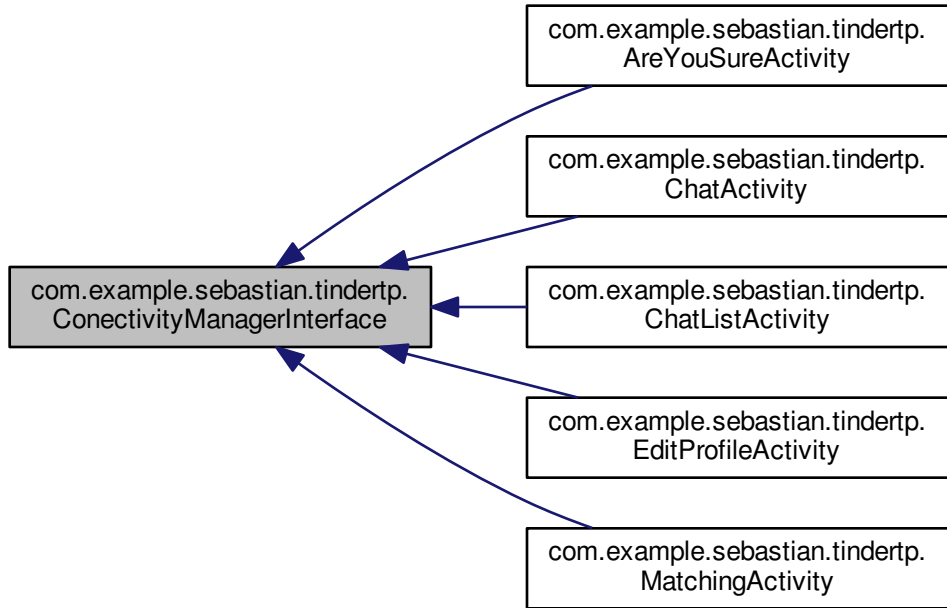 com.example.sebastian.tindertp.
AreYouSureActivity
com.example.sebastian.tindertp.
ChatActivity
com.example.sebastian.tindertp.
ConectivityManagerInterface
com.example.sebastian.tindertp.
ChatListActivity
com.example.sebastian.tindertp.
EditProfileActivity
com.example.sebastian.tindertp.
MatchingActivity